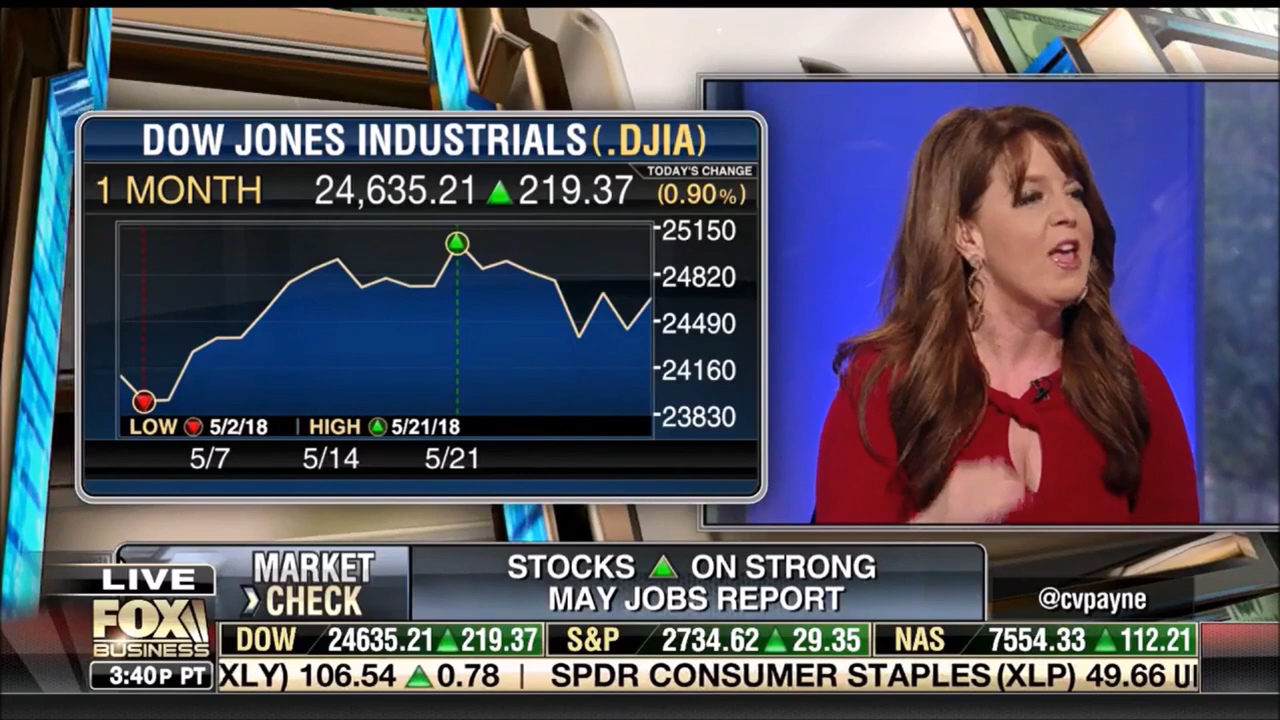 DOW JONES INDUSTRIALS (.DJIA)
TODAY'S CHANGE
1 MONTH 24,635.21 ▲ 219.37 (0.90%)
25150
24820
24490
24160
23830
LOW ▼ 5/2/18 | HIGH ▲ 5/21/18
5/7 5/14 5/21
LIVE
FOX
BUSINESS
3:40P PT
MARKET
CHECK
STOCKS ▲ ON STRONG
MAY JOBS REPORT
@cvpayne
DOW 24635.21 ▲ 219.37 S&P 2734.62 ▲ 29.35 NAS 7554.33 ▲ 112.21
XLY) 106.54 ▲ 0.78 | SPDR CONSUMER STAPLES (XLP) 49.66